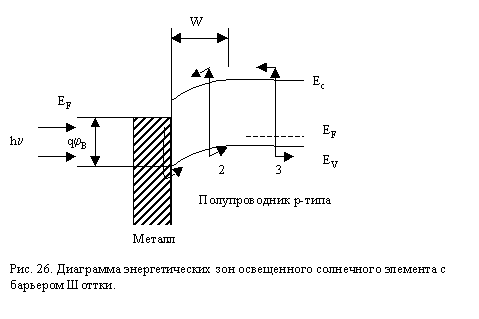 W
E_c
E_F
E_F
hν
qφ_B
E_V
2
3
Полупроводник р-типа
Металл
Рис. 26. Диаграмма энергетических зон освещенного солнечного элемента с
барьером Шоттки.